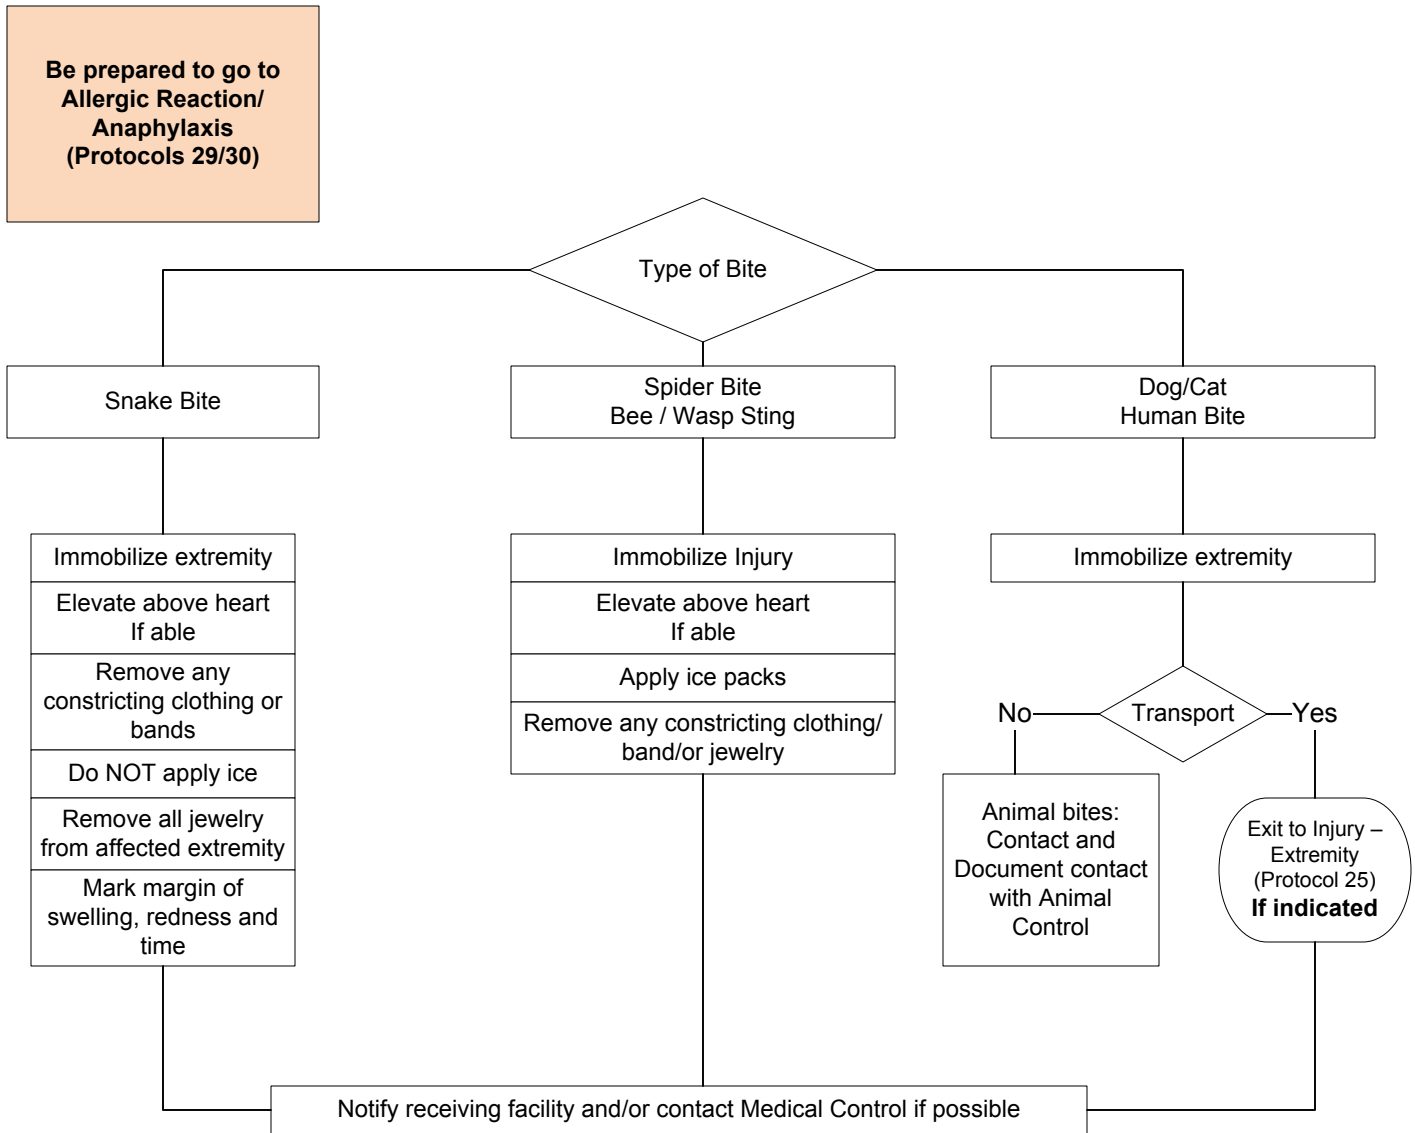 Be prepared to go to
Allergic Reaction/
Anaphylaxis
(Protocols 29/30)
Type of Bite
Snake Bite
Spider Bite
Bee / Wasp Sting
Dog/Cat
Human Bite
Immobilize extremity
Elevate above heart
If able
Remove any
constricting clothing or
bands
Do NOT apply ice
Remove all jewelry
from affected extremity
Mark margin of
swelling, redness and
time
Immobilize Injury
Elevate above heart
If able
Apply ice packs
Remove any constricting clothing/
band/or jewelry
Immobilize extremity
Transport
No
Yes
Animal bites:
Contact and
Document contact
with Animal
Control
Exit to Injury –
Extremity
(Protocol 25)
If indicated
Notify receiving facility and/or contact Medical Control if possible